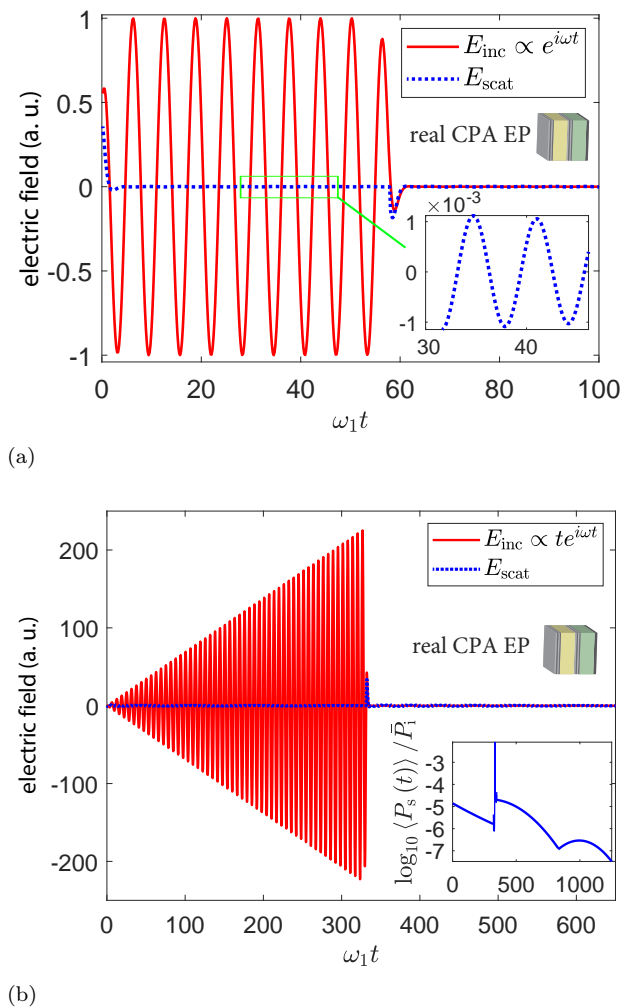 1
0.5
0
-0.5
-1
electric field (a. u.)
E_inc ∝ e^{iωt}
E_scat
real CPA EP
×10^-3
1
0
-1
30 40
0 20 40 60 80 100
ω_1t
(a)
200
100
0
-100
-200
electric field (a. u.)
E_inc ∝ te^{iωt}
E_scat
real CPA EP
log_10 ⟨P_s (t)⟩ / P̄_i
-3
-4
-5
-6
-7
0 500 1000
0 100 200 300 400 500 600
ω_1t
(b)